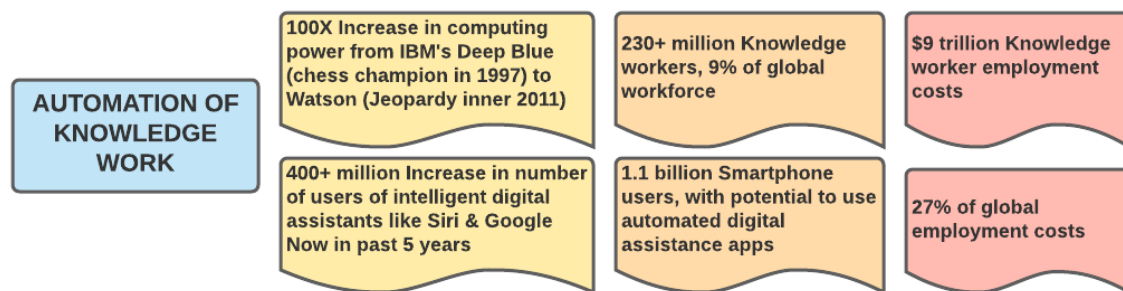 AUTOMATION OF
KNOWLEDGE
WORK
100X Increase in computing
power from IBM's Deep Blue
(chess champion in 1997) to
Watson (Jeopardy inner 2011)
230+ million Knowledge
workers, 9% of global
workforce
$9 trillion Knowledge
worker employment
costs
400+ million Increase in number
of users of intelligent digital
assistants like Siri & Google
Now in past 5 years
1.1 billion Smartphone
users, with potential to use
automated digital
assistance apps
27% of global
employment costs